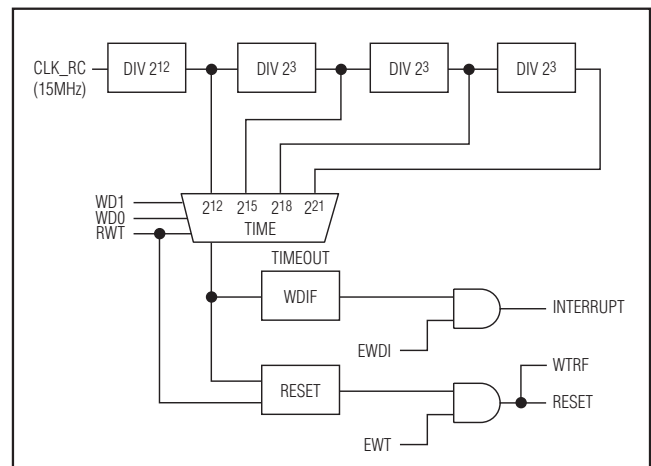 CLK_RC
(15MHz)
DIV 2¹²
DIV 2³
DIV 2³
DIV 2³
WD1
WD0
RWT
2¹²
2¹⁵
2¹⁸
2²¹
TIME
TIMEOUT
WDIF
INTERRUPT
EWDI
WTRF
RESET
RESET
EWT